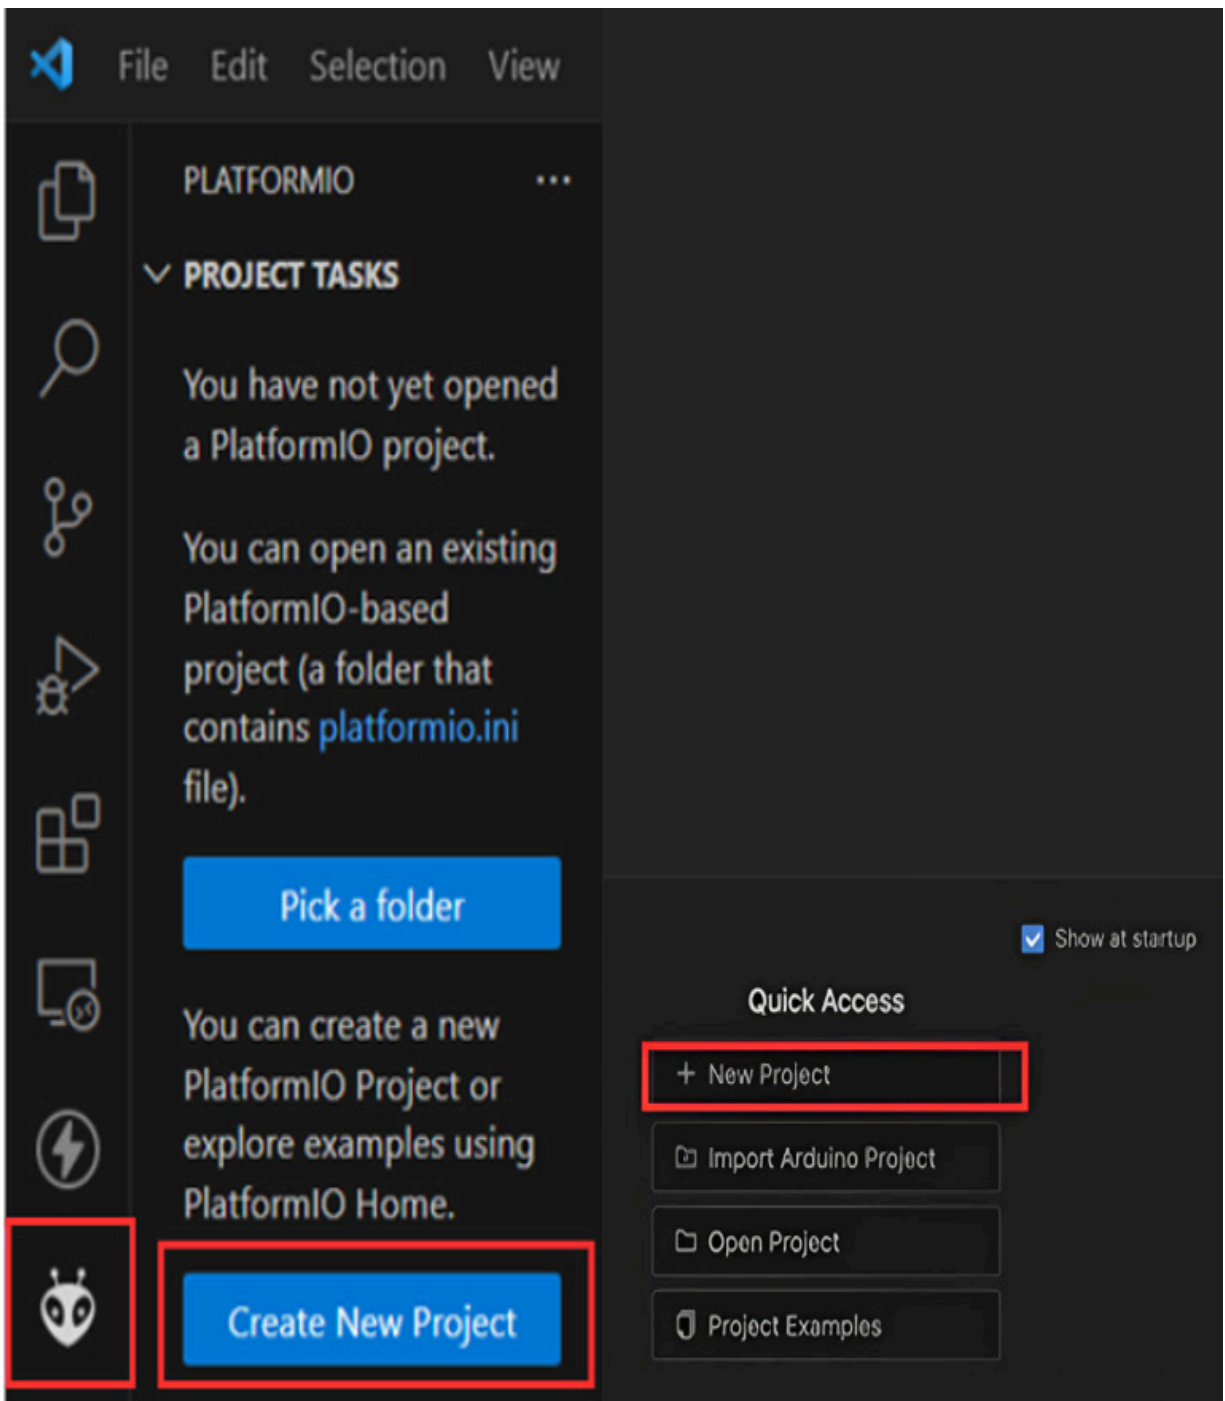 File Edit Selection View
PLATFORMIO
PROJECT TASKS
You have not yet opened
a PlatformIO project.
You can open an existing
PlatformIO-based
project (a folder that
contains platformio.ini
file).
Pick a folder
You can create a new
PlatformIO Project or
explore examples using
PlatformIO Home.
Create New Project
Show at startup
Quick Access
+ New Project
Import Arduino Project
Open Project
Project Examples